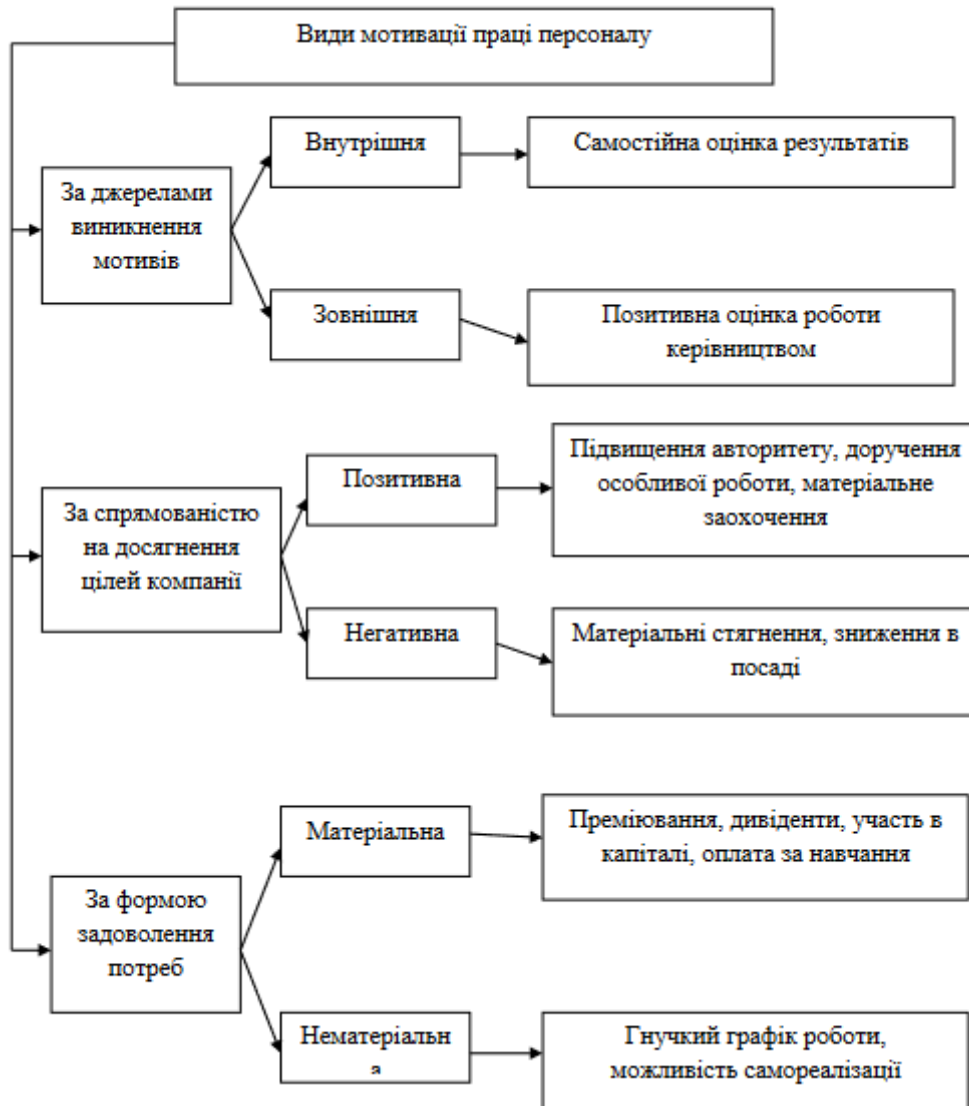 Види мотивації праці персоналу
За джерелами
виникнення
мотивів
Внутрішня
Самостійна оцінка результатів
Зовнішня
Позитивна оцінка роботи
керівництвом
За спрямованістю
на досягнення
цілей компанії
Позитивна
Підвищення авторитету, доручення
особливої роботи, матеріальне
заохочення
Негативна
Матеріальні стягнення, зниження в
посаді
За формою
задоволення
потреб
Матеріальна
Преміювання, дивіденти, участь в
капіталі, оплата за навчання
Нематеріальн
а
Гнучкий графік роботи,
можливість самореалізації